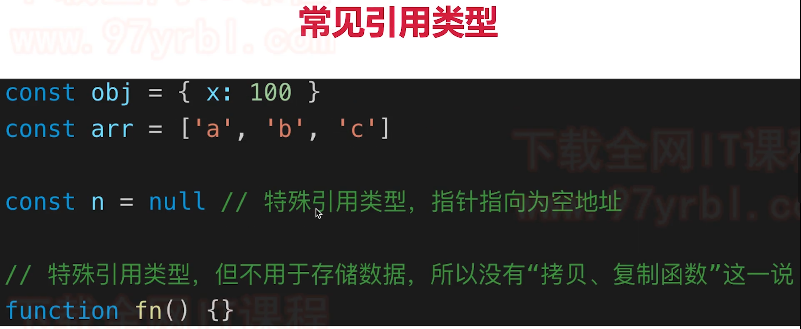 常见引用类型
www.97yrbl.com
const obj = { x: 100 }
const arr = ['a', 'b', 'c']
下载全网IT课程
const n = null // 特殊引用类型，指针指向为空地址
www.97yrbl.co
// 特殊引用类型，但不用于存储数据，所以没有“拷贝、复制函数”这一说
function fn() {}